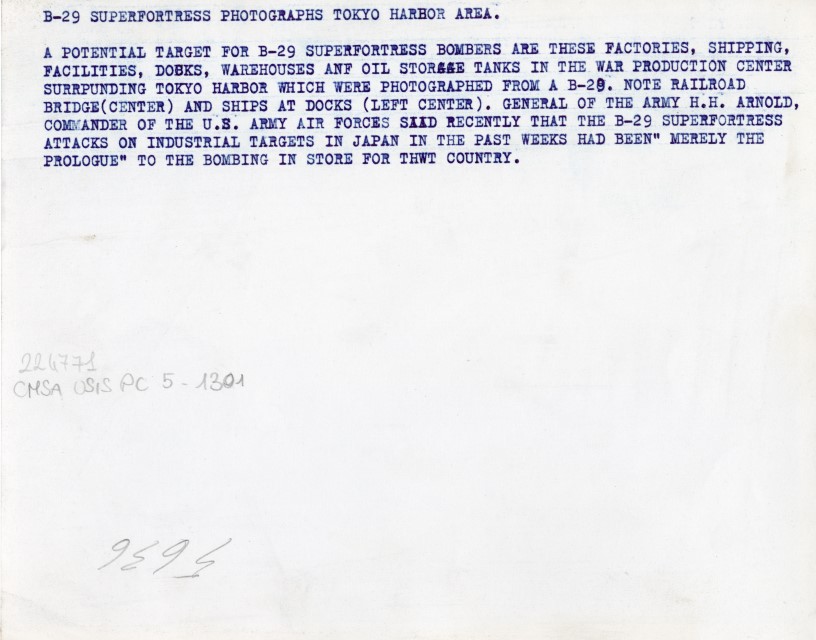 B-29 SUPERFORTRESS PHOTOGRAPHS TOKYO HARBOR AREA.
A POTENTIAL TARGET FOR B-29 SUPERFORTRESS BOMBERS ARE THESE FACTORIES, SHIPPING,
FACILITIES, DOBKS, WAREHOUSES ANF OIL STORAGE TANKS IN THE WAR PRODUCTION CENTER
SURRPUNDING TOKYO HARBOR WHICH WERE PHOTOGRAPHED FROM A B-29. NOTE RAILROAD
BRIDGE(CENTER) AND SHIPS AT DOCKS (LEFT CENTER). GENERAL OF THE ARMY H.H. ARNOLD,
COMMANDER OF THE U.S. ARMY AIR FORCES SAID RECENTLY THAT THE B-29 SUPERFORTRESS
ATTACKS ON INDUSTRIAL TARGETS IN JAPAN IN THE PAST WEEKS HAD BEEN" MERELY THE
PROLOGUE" TO THE BOMBING IN STORE FOR THWT COUNTRY.
224771
CMSA USIS PC 5-1301